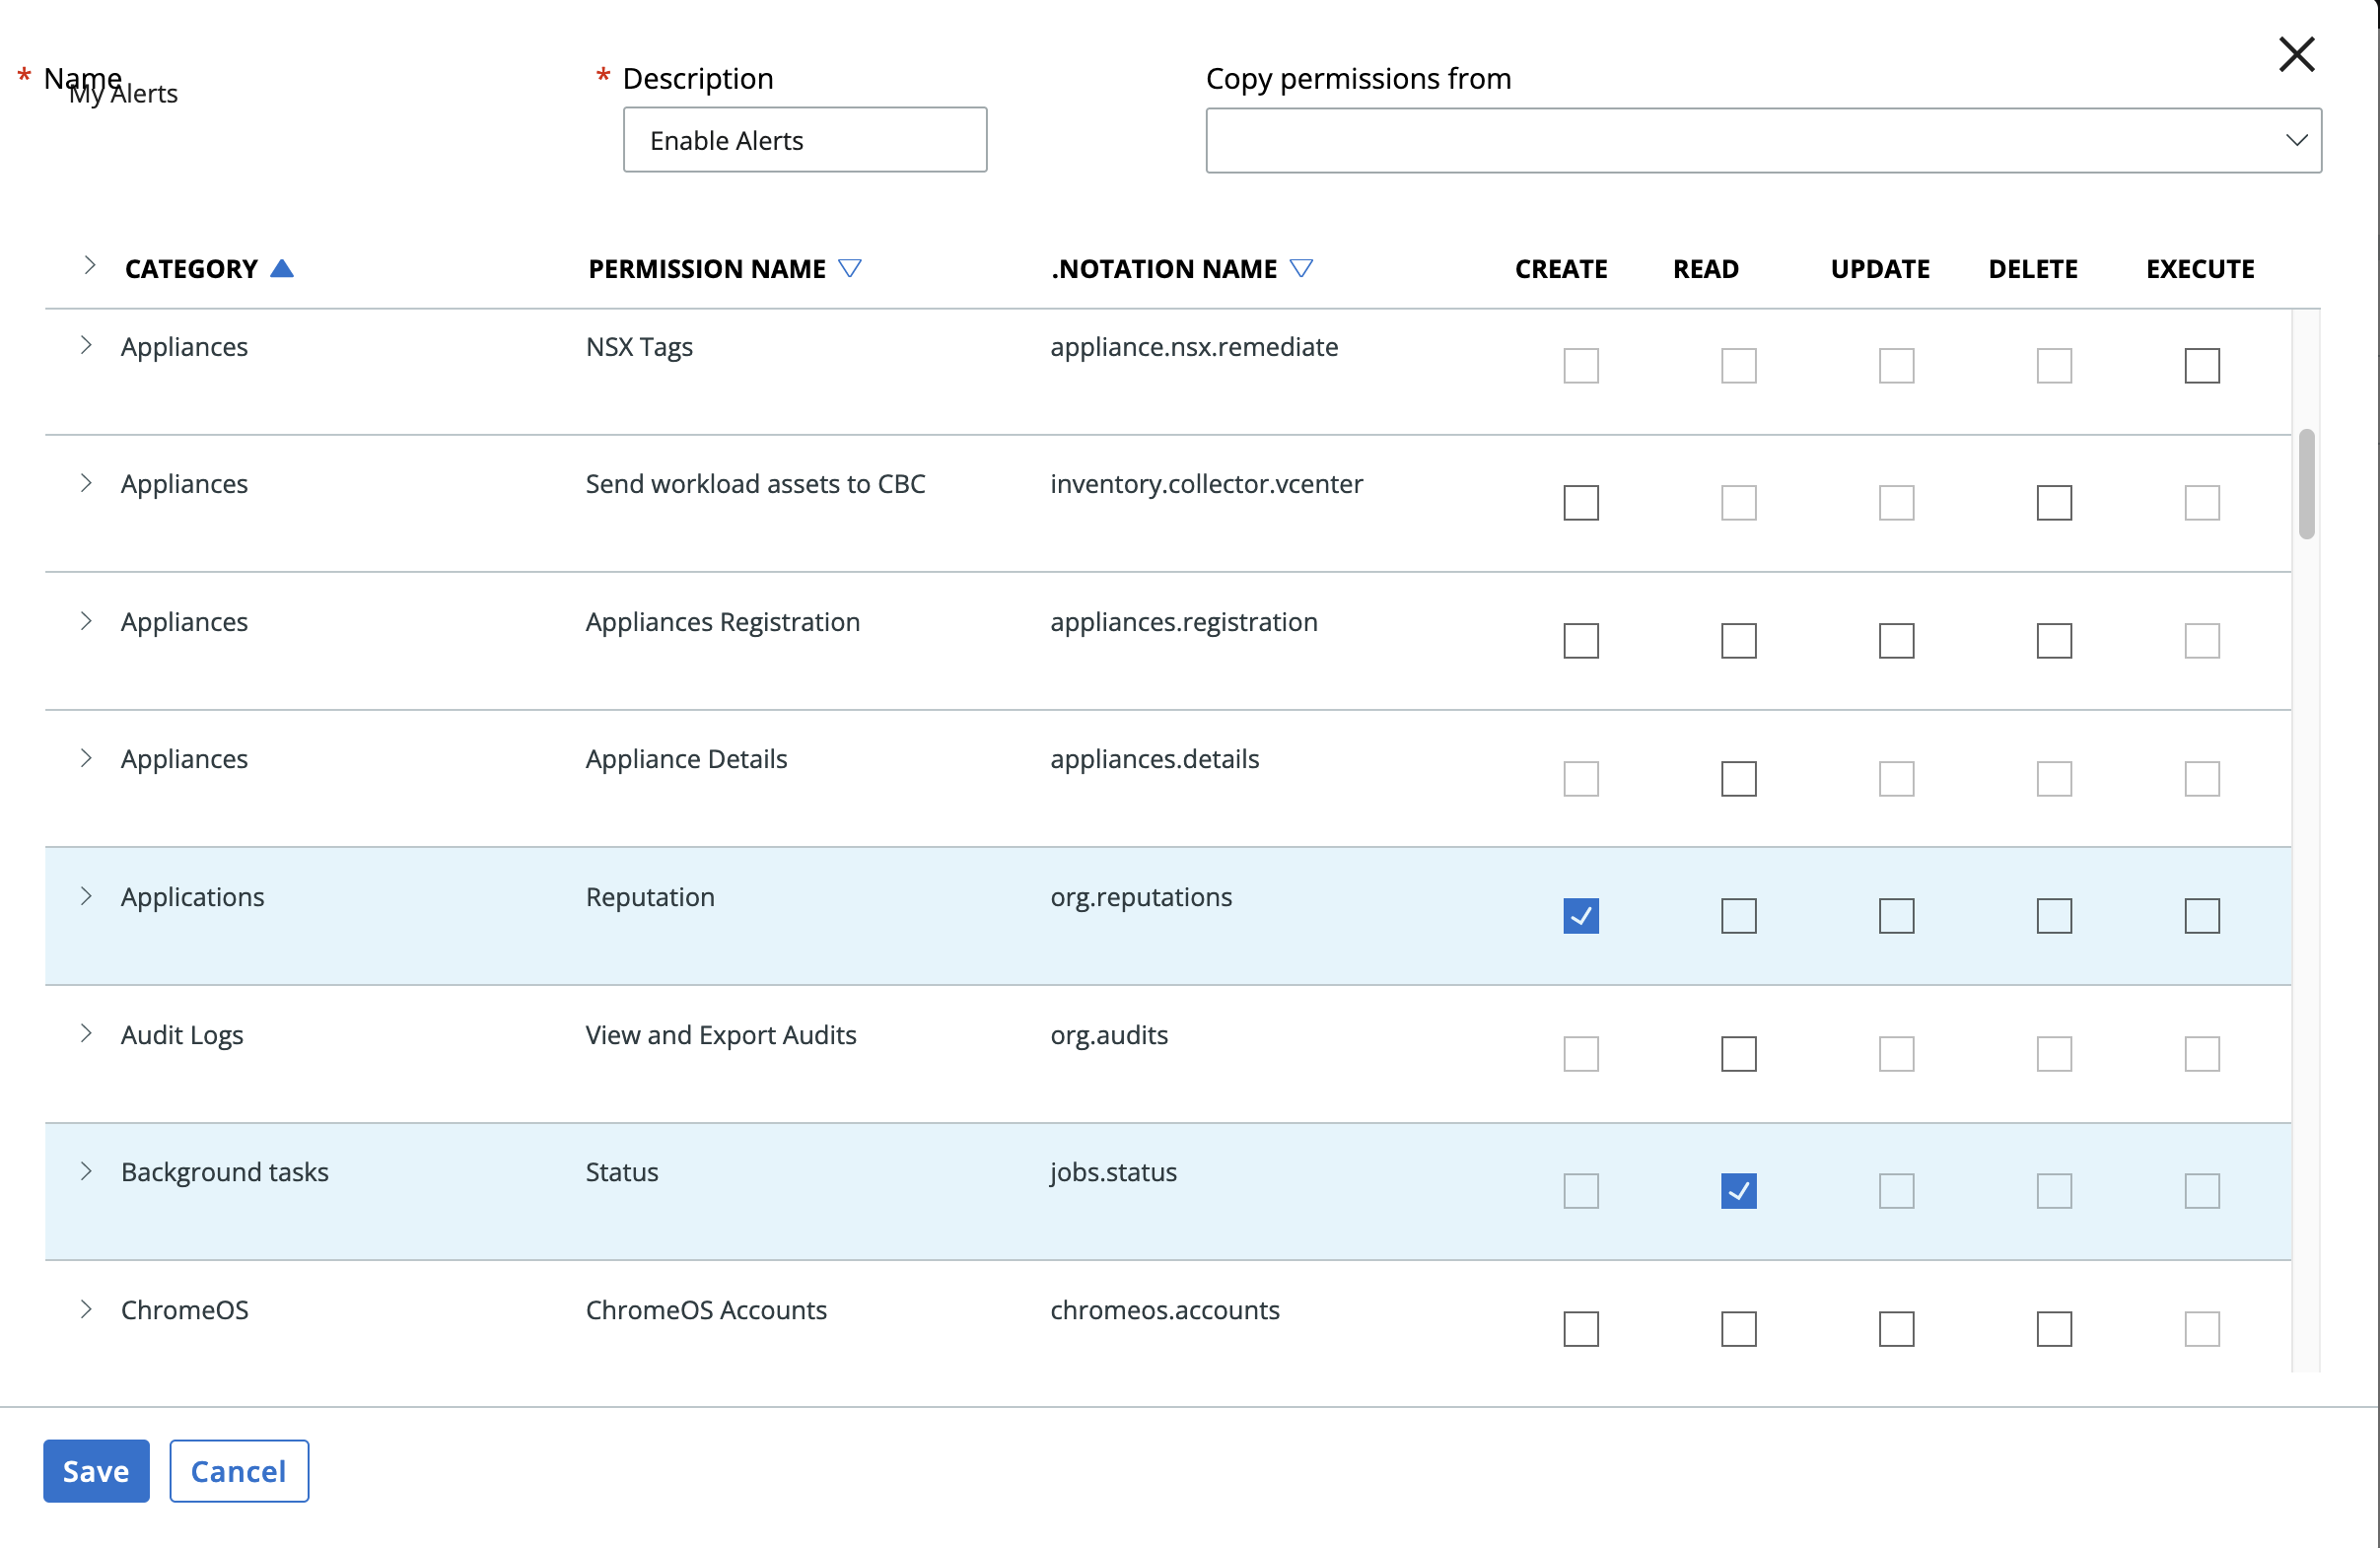 * Name
My Alerts
* Description
Enable Alerts
Copy permissions from
CATEGORY PERMISSION NAME .NOTATION NAME CREATE READ UPDATE DELETE EXECUTE
Appliances NSX Tags appliance.nsx.remediate
Appliances Send workload assets to CBC inventory.collector.vcenter
Appliances Appliances Registration appliances.registration
Appliances Appliance Details appliances.details
Applications Reputation org.reputations
Audit Logs View and Export Audits org.audits
Background tasks Status jobs.status
ChromeOS ChromeOS Accounts chromeos.accounts
Save Cancel